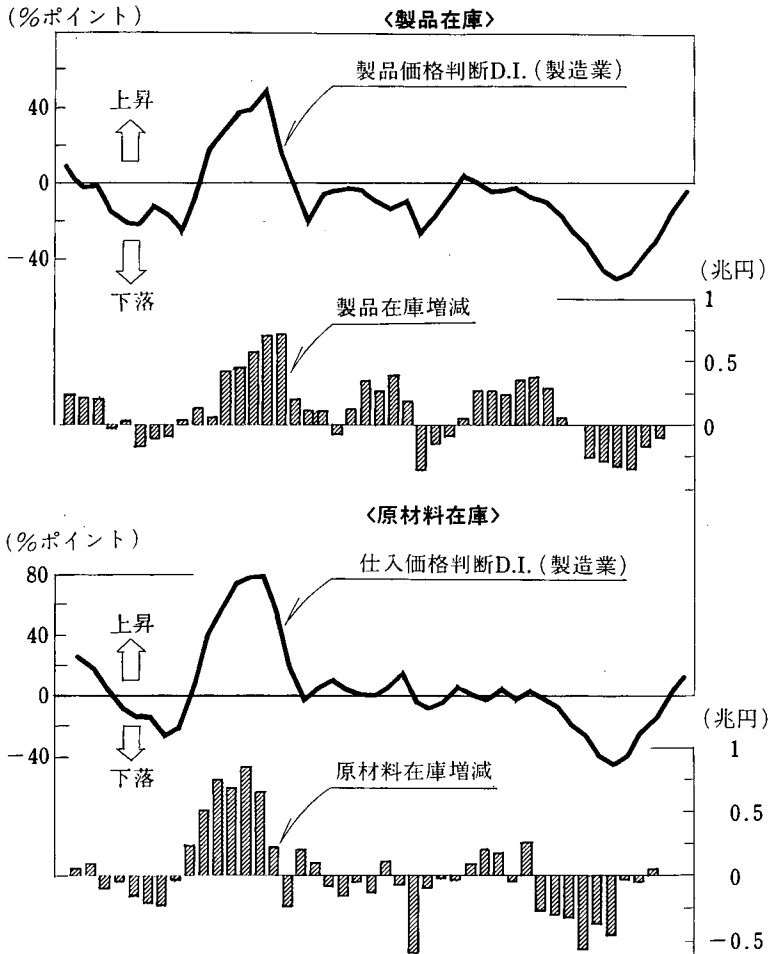 (%ポイント)
〈製品在庫〉
製品価格判断D.I.(製造業)
上昇
40
0
-40
下落
(兆円)
1
製品在庫増減
0.5
0
〈原材料在庫〉
(%ポイント)
仕入価格判断D.I.(製造業)
80
上昇
40
0
(兆円)
-40
下落
1
原材料在庫増減
0.5
0
-0.5